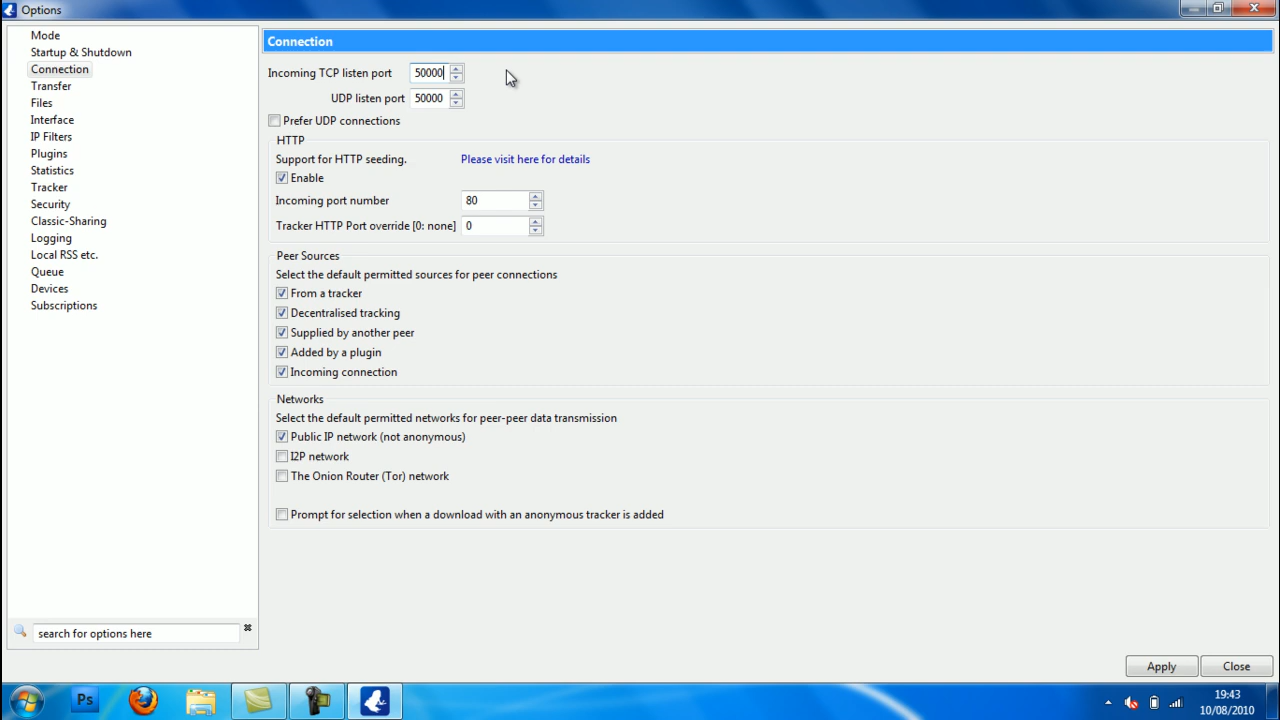 Options
Mode
Startup & Shutdown
Connection
Transfer
Files
Interface
IP Filters
Plugins
Statistics
Tracker
Security
Classic-Sharing
Logging
Local RSS etc.
Queue
Devices
Subscriptions
search for options here
Connection
Incoming TCP listen port 50000
UDP listen port 50000
Prefer UDP connections
HTTP
Support for HTTP seeding. Please visit here for details
Enable
Incoming port number 80
Tracker HTTP Port override [0: none] 0
Peer Sources
Select the default permitted sources for peer connections
From a tracker
Decentralised tracking
Supplied by another peer
Added by a plugin
Incoming connection
Networks
Select the default permitted networks for peer-peer data transmission
Public IP network (not anonymous)
I2P network
The Onion Router (Tor) network
Prompt for selection when a download with an anonymous tracker is added
Apply Close
Ps
19:43
10/08/2010